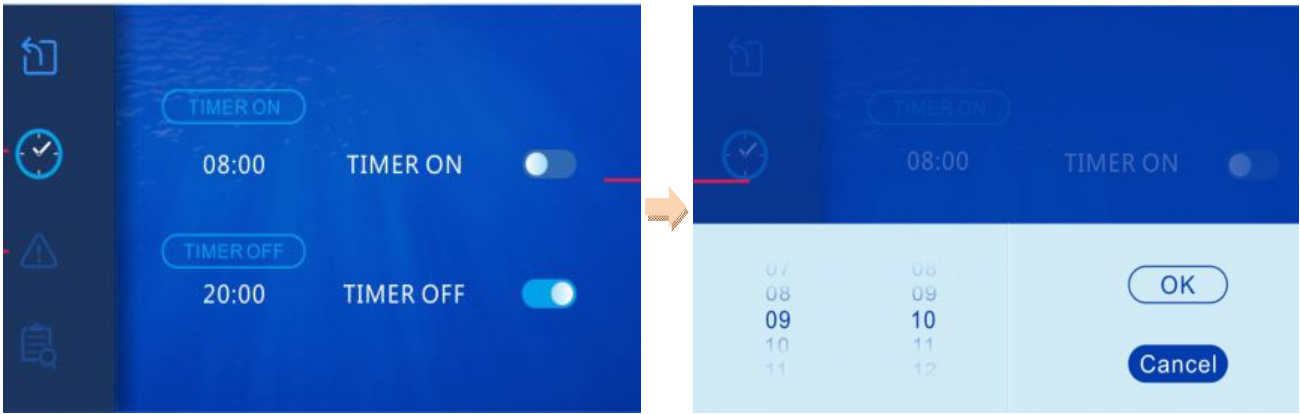 TIMER ON
08:00 TIMER ON
TIMER OFF
20:00 TIMER OFF
TIMER ON
08:00 TIMER ON
07 08
08 09
09 10
10 11
11 12
OK
Cancel